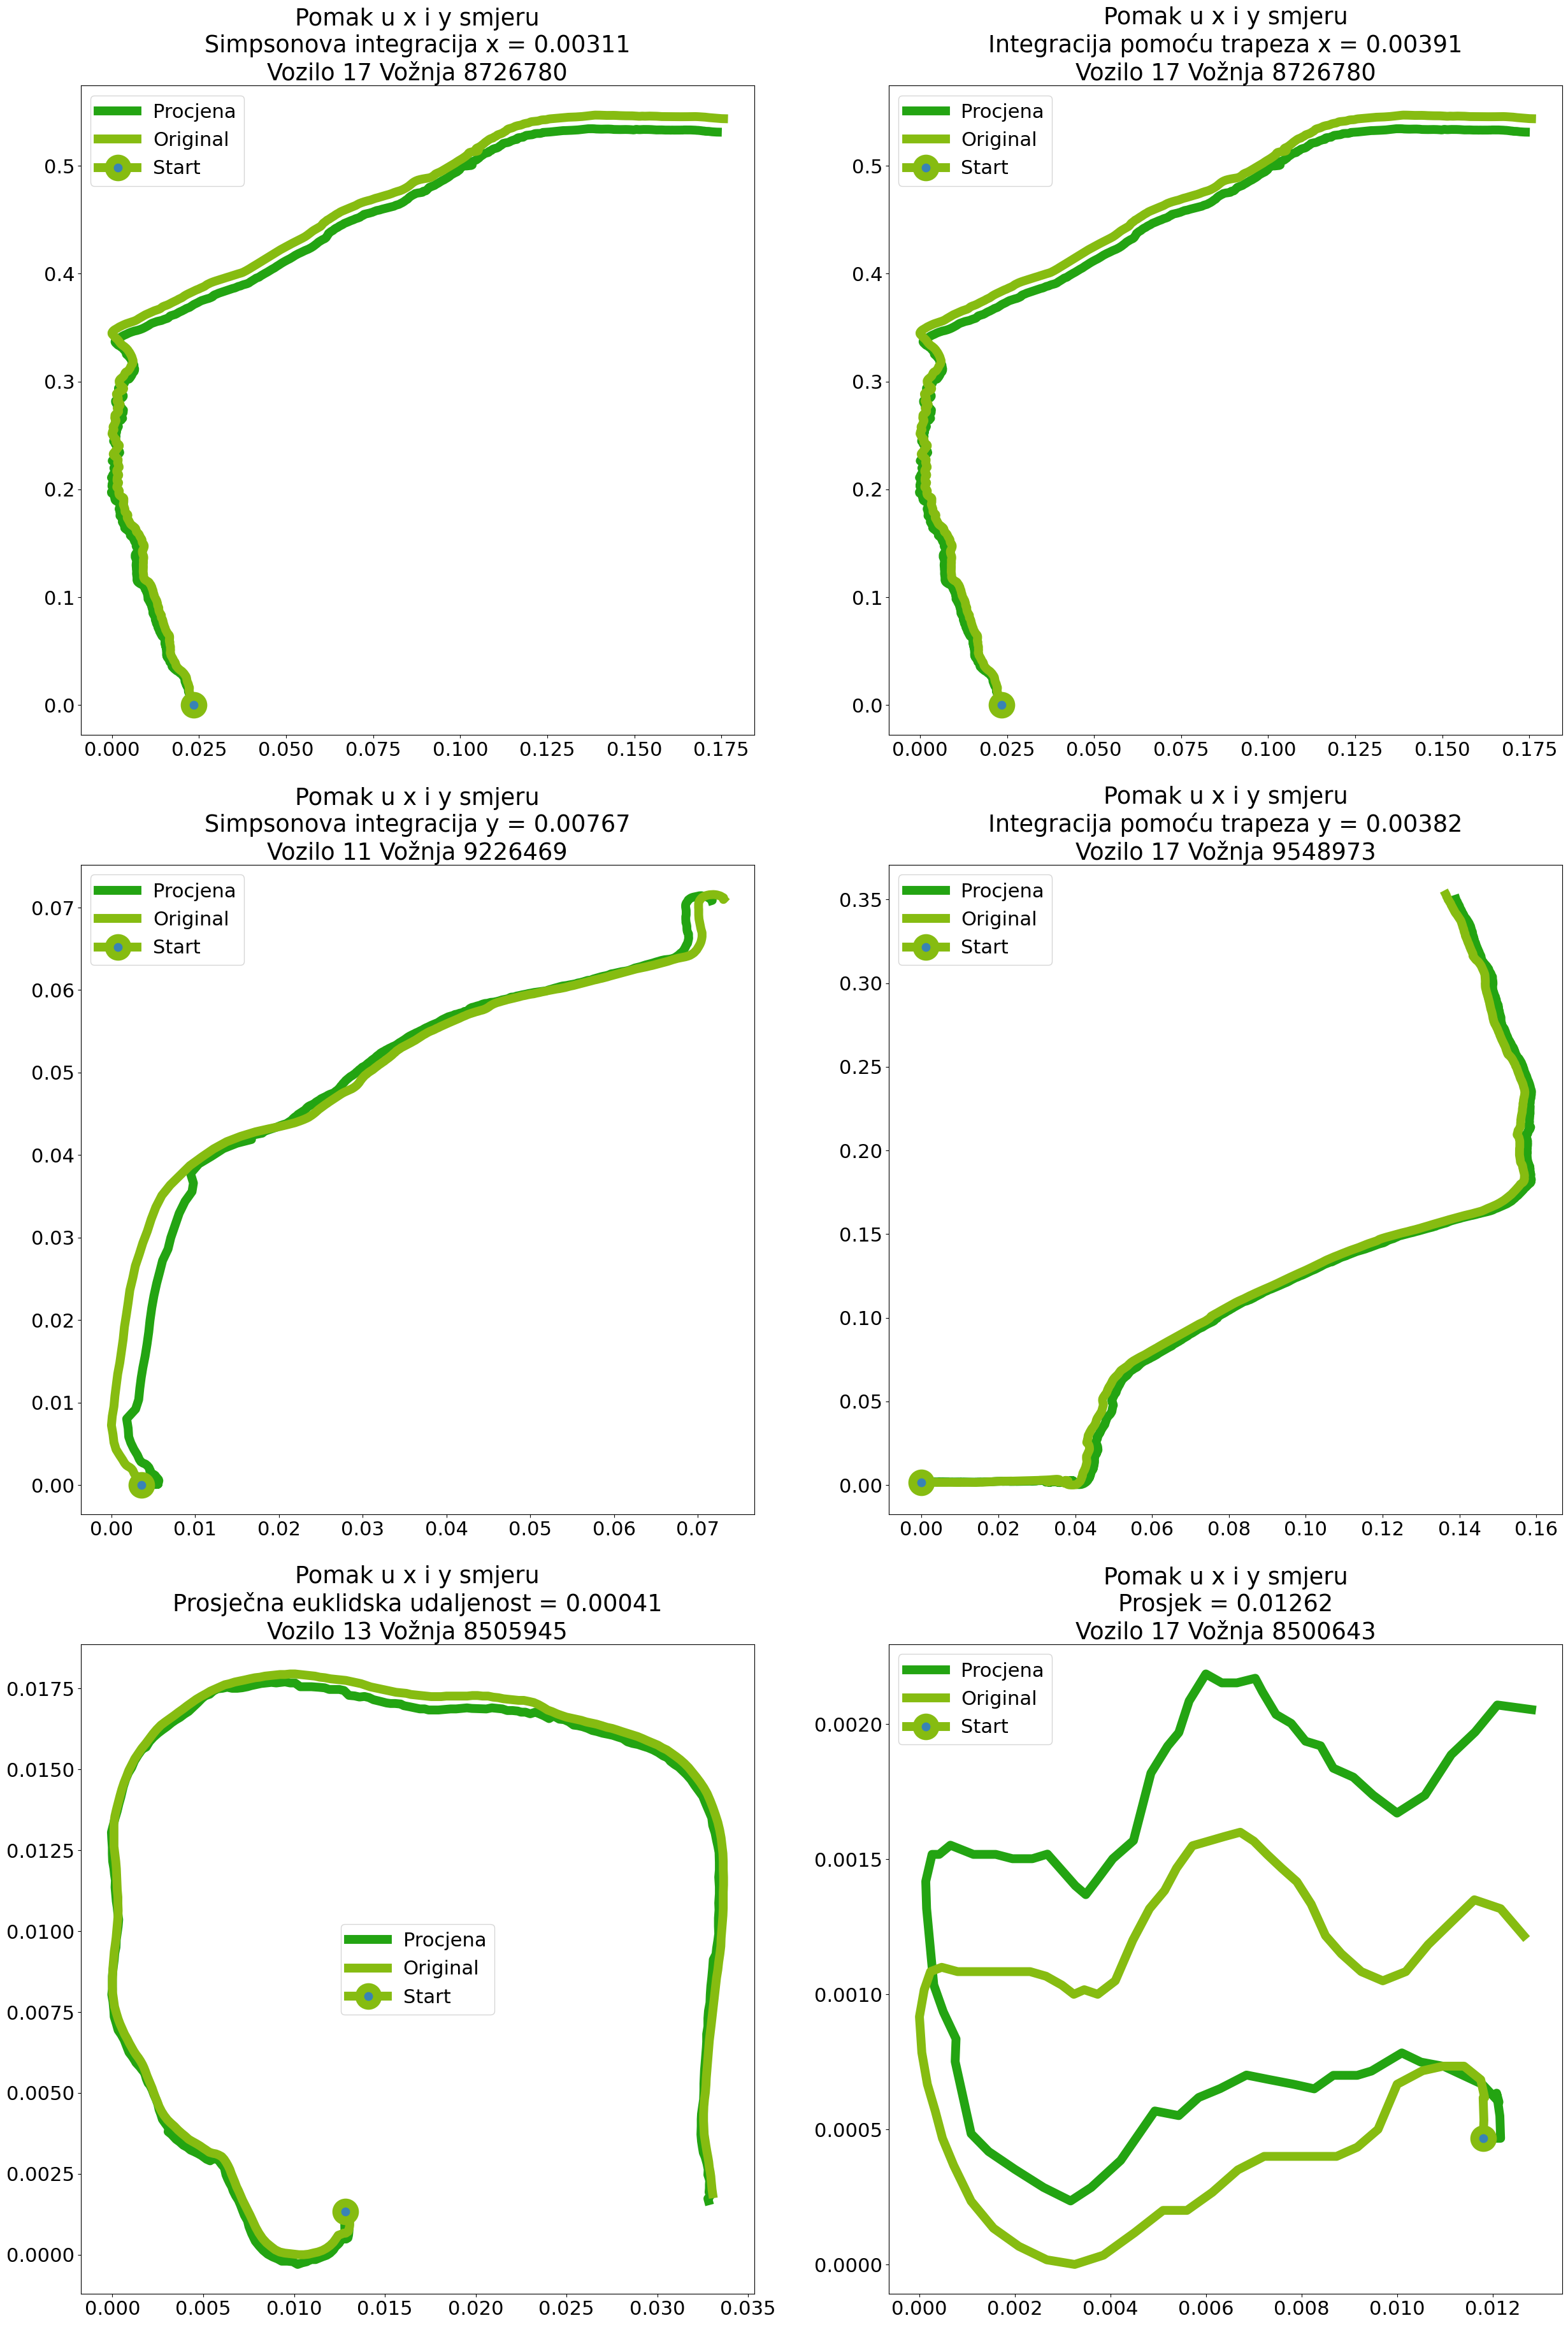 Pomak u x i y smjeru
Simpsonova integracija x = 0.00311
Vozilo 17 Vožnja 8726780
Procjena
Original
Start
0.5
0.4
0.3
0.2
0.1
0.0
0.000 0.025 0.050 0.075 0.100 0.125 0.150 0.175
Pomak u x i y smjeru
Integracija pomoću trapeza x = 0.00391
Vozilo 17 Vožnja 8726780
Procjena
Original
Start
0.5
0.4
0.3
0.2
0.1
0.0
0.000 0.025 0.050 0.075 0.100 0.125 0.150 0.175
Pomak u x i y smjeru
Simpsonova integracija y = 0.00767
Vozilo 11 Vožnja 9226469
Procjena
Original
Start
0.07
0.06
0.05
0.04
0.03
0.02
0.01
0.00
0.00 0.01 0.02 0.03 0.04 0.05 0.06 0.07
Pomak u x i y smjeru
Integracija pomoću trapeza y = 0.00382
Vozilo 17 Vožnja 9548973
Procjena
Original
Start
0.35
0.30
0.25
0.20
0.15
0.10
0.05
0.00
0.00 0.02 0.04 0.06 0.08 0.10 0.12 0.14 0.16
Pomak u x i y smjeru
Prosječna euklidska udaljenost = 0.00041
Vozilo 13 Vožnja 8505945
0.0175
0.0150
0.0125
0.0100
0.0075
0.0050
0.0025
0.0000
Procjena
Original
Start
0.000 0.005 0.010 0.015 0.020 0.025 0.030 0.035
Pomak u x i y smjeru
Prosjek = 0.01262
Vozilo 17 Vožnja 8500643
Procjena
Original
Start
0.0020
0.0015
0.0010
0.0005
0.0000
0.000 0.002 0.004 0.006 0.008 0.010 0.012